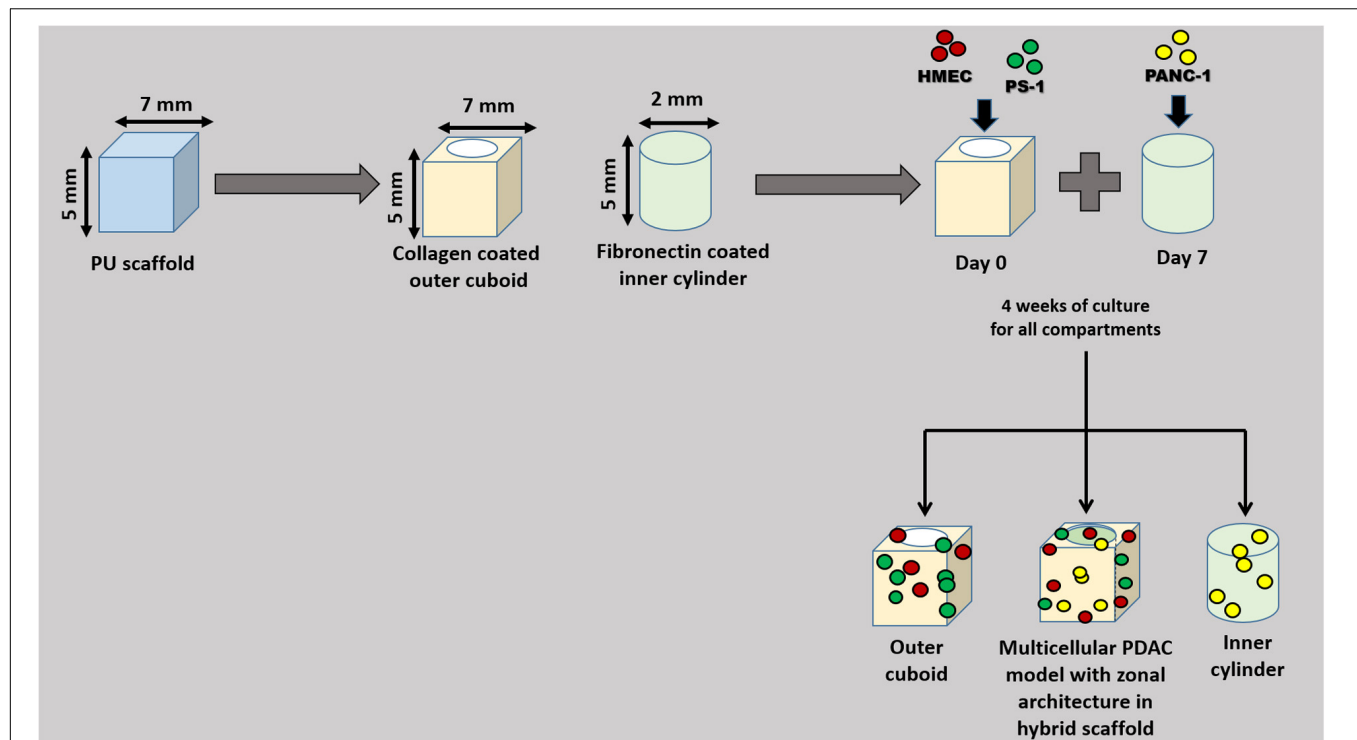 HMEC
PS-1
PANC-1
7 mm
5 mm
PU scaffold
7 mm
5 mm
Collagen coated
outer cuboid
2 mm
5 mm
Fibronectin coated
inner cylinder
Day 0
Day 7
4 weeks of culture
for all compartments
Outer
cuboid
Multicellular PDAC
model with zonal
architecture in
hybrid scaffold
Inner
cylinder